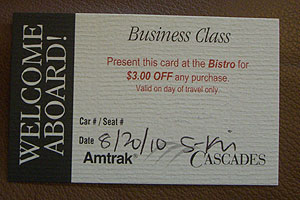 WELCOME
ABOARD!
Business Class
Present this card at the Bistro for
$3.00 OFF any purchase.
Valid on day of travel only.
Car # / Seat #
Date 8/20/10
Amtrak® CASCADES